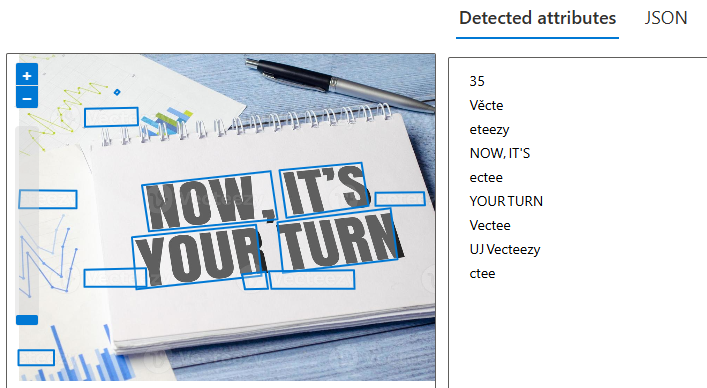 Detected attributes JSON
35
Věcte
eteezy
NOW, IT'S
ectee
YOUR TURN
Vectee
UJ Vecteezy
ctee
+
−
NOW, IT'S
YOUR TURN